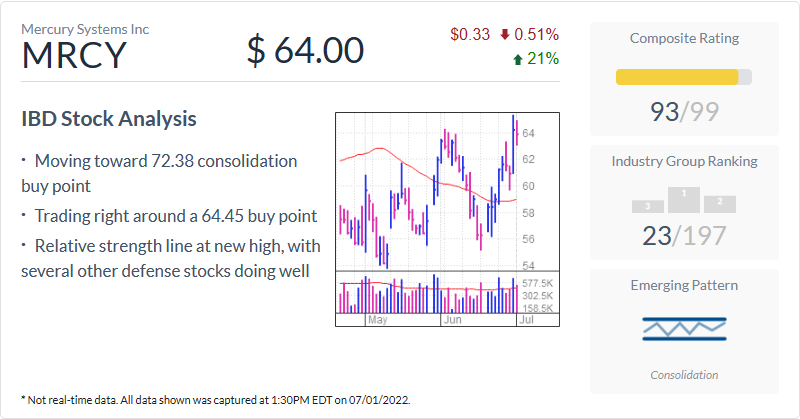 Mercury Systems Inc
MRCY
$ 64.00
$0.33 0.51%
21%
IBD Stock Analysis
• Moving toward 72.38 consolidation
buy point
• Trading right around a 64.45 buy point
• Relative strength line at new high, with
several other defense stocks doing well
64
62
60
58
56
54
577.5K
302.5K
158.5K
May Jun Jul
Composite Rating
93/99
Industry Group Ranking
3 1 2
23/197
Emerging Pattern
Consolidation
* Not real-time data. All data shown was captured at 1:30PM EDT on 07/01/2022.